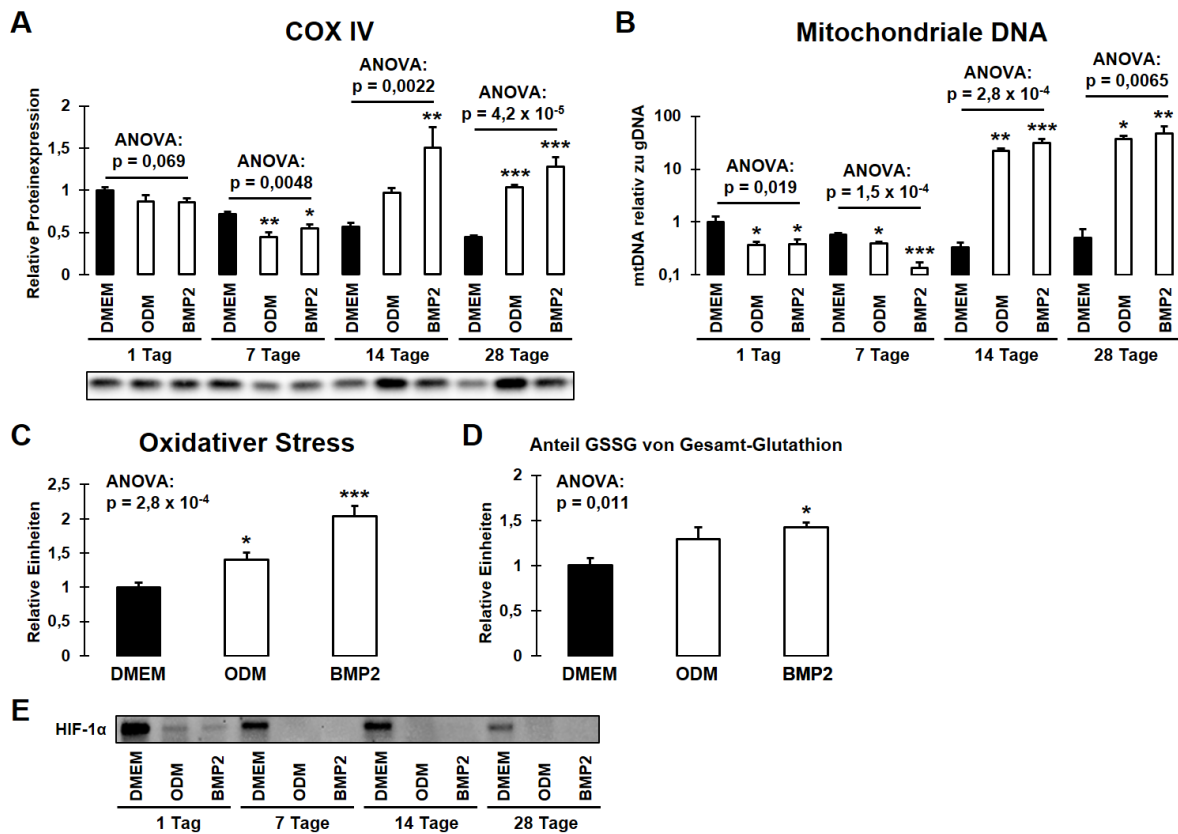 A
COX IV
Relative Proteinexpression
2
1,5
1
0,5
0
ANOVA:
p = 0,069
ANOVA:
p = 0,0048
ANOVA:
p = 0,0022
ANOVA:
p = 4,2 x 10-5
** *
**
*** ***
DMEM ODM BMP2 DMEM ODM BMP2 DMEM ODM BMP2 DMEM ODM BMP2
1 Tag 7 Tage 14 Tage 28 Tage
B
Mitochondriale DNA
mtDNA relativ zu gDNA
100
10
1
0,1
ANOVA:
p = 0,019
ANOVA:
p = 1,5 x 10-4
ANOVA:
p = 2,8 x 10-4
ANOVA:
p = 0,0065
* *
* ***
** ***
* **
DMEM ODM BMP2 DMEM ODM BMP2 DMEM ODM BMP2 DMEM ODM BMP2
1 Tag 7 Tage 14 Tage 28 Tage
C
Oxidativer Stress
Relative Einheiten
2,5
2
1,5
1
0,5
0
ANOVA:
p = 2,8 x 10-4
* ***
DMEM ODM BMP2
D
Anteil GSSG von Gesamt-Glutathion
Relative Einheiten
2
1,5
1
0,5
0
ANOVA:
p = 0,011
*
DMEM ODM BMP2
E
HIF-1α
DMEM ODM BMP2 DMEM ODM BMP2 DMEM ODM BMP2 DMEM ODM BMP2
1 Tag 7 Tage 14 Tage 28 Tage